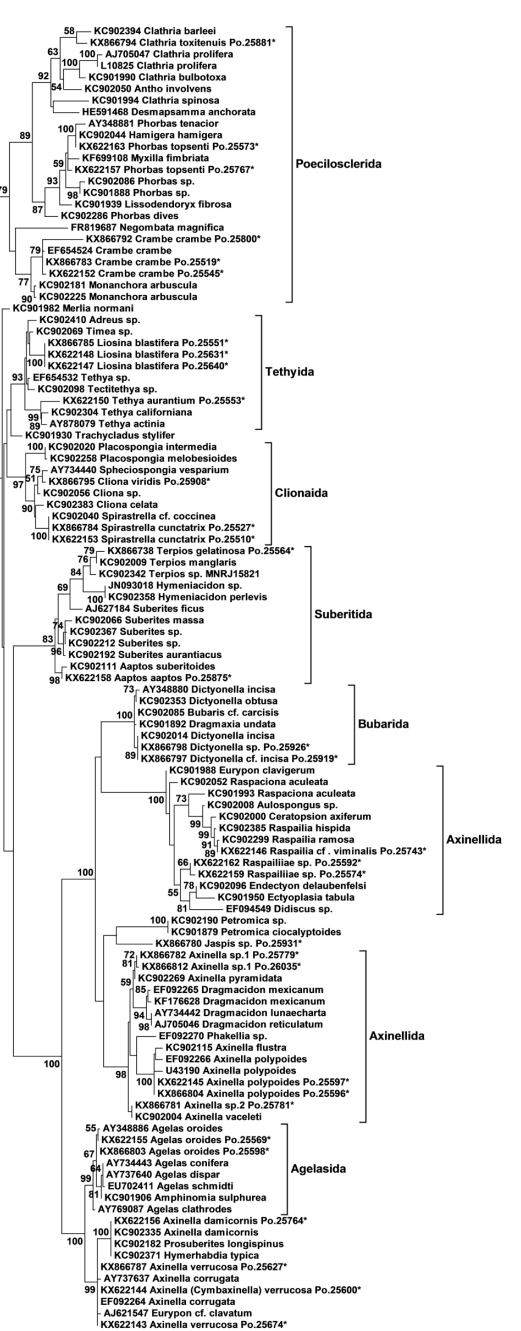 KC902394 Clathria barleei
58
KX866794 Clathria toxitenuis Po.25881*
63
AJ705047 Clathria prolifera
100
L10825 Clathria prolifera
100
KC901990 Clathria bulbotoxa
92
KC902050 Antho involvens
54
KC901994 Clathria spinosa
HE591468 Desmapsamma anchorata
AY348881 Phorbas tenacior
100
KC902044 Hamigera hamigera
89
KX622163 Phorbas topsenti Po.25573*
KF699108 Myxilla fimbriata
Poecilosclerida
59
KX622157 Phorbas topsenti Po.25767*
93
KC902086 Phorbas sp.
79
98
KC901888 Phorbas sp.
KC901939 Lissodendoryx fibrosa
87
KC902286 Phorbas dives
FR819687 Negombata magnifica
KX866792 Crambe crambe Po.25800*
79
EF654524 Crambe crambe
KX866783 Crambe crambe Po.25519*
KX622152 Crambe crambe Po.25545*
77
KC902181 Monanchora arbuscula
90
KC902225 Monanchora arbuscula
KC901982 Merlia normani
KC902410 Adreus sp.
KC902069 Timea sp.
KX866785 Liosina blastifera Po.25551*
KX622148 Liosina blastifera Po.25631*
100
KX622147 Liosina blastifera Po.25640*
Tethyida
93
EF654532 Tethya sp.
KC902098 Tectitethya sp.
KX622150 Tethya aurantium Po.25553*
KC902304 Tethya californiana
99
89
AY878079 Tethya actinia
KC901930 Trachycladus stylifer
100
KC902020 Placospongia intermedia
KC902258 Placospongia melobesioides
75
AY734440 Spheciospongia vesparium
51
KX866795 Cliona viridis Po.25908*
97
KC902056 Cliona sp.
Clionaida
KC902383 Cliona celata
90
KC902040 Spirastrella cf. coccinea
KX866784 Spirastrella cunctatrix Po.25527*
100
KX622153 Spirastrella cunctatrix Po.25510*
79
KX866738 Terpios gelatinosa Po.25564*
76
KC902009 Terpios manglaris
84
KC902342 Terpios sp. MNRJ15821
69
JN093018 Hymeniacidon sp.
100
KC902358 Hymeniacidon perlevis
AJ627184 Suberites ficus
Suberitida
KC902066 Suberites massa
74
KC902367 Suberites sp.
83
KC902212 Suberites sp.
96
KC902192 Suberites aurantiacus
KC902111 Aaptos suberitoides
98
KX622158 Aaptos aaptos Po.25875*
73
AY348880 Dictyonella incisa
KC902353 Dictyonella obtusa
100
KC902085 Bubaris cf. carcisis
KC901892 Dragmaxia undata
Bubarida
KC902014 Dictyonella incisa
KX866798 Dictyonella sp. Po.25926*
89
KX866797 Dictyonella cf. incisa Po.25919*
KC901988 Eurypon clavigerum
KC902052 Raspaciona aculeata
100
KC901993 Raspaciona aculeata
73
KC902008 Aulospongus sp.
KC902000 Ceratopsion axiferum
99
KC902385 Raspailia hispida
99
KC902299 Raspailia ramosa
Axinellida
91
89
KX622146 Raspailia cf . viminalis Po.25743*
66
KX622162 Raspailiiae sp. Po.25592*
100
KX622159 Raspailiiae sp. Po.25574*
78
KC902096 Endectyon delaubenfelsi
55
KC901950 Ectyoplasia tabula
81
EF094549 Didiscus sp.
100
KC902190 Petromica sp.
KC901879 Petromica ciocalyptoides
KX866780 Jaspis sp. Po.25931*
72
KX866782 Axinella sp.1 Po.25779*
81
KX866812 Axinella sp.1 Po.26035*
59
KC902269 Axinella pyramidata
85
EF092265 Dragmacidon mexicanum
KF176628 Dragmacidon mexicanum
94
AY734442 Dragmacidon lunaecharta
98
AJ705046 Dragmacidon reticulatum
Axinellida
EF092270 Phakellia sp.
KC902115 Axinella flustra
100
EF092266 Axinella polypoides
98
U43190 Axinella polypoides
100
KX622145 Axinella polypoides Po.25597*
KX866804 Axinella polypoides Po.25596*
KX866781 Axinella sp.2 Po.25781*
KC902004 Axinella vaceleti
55
AY348886 Agelas oroides
KX622155 Agelas oroides Po.25569*
67
KX866803 Agelas oroides Po.25598*
AY734443 Agelas conifera
64
AY737640 Agelas dispar
Agelasida
99
EU702411 Agelas schmidti
81
KC901906 Amphinomia sulphurea
AY769087 Agelas clathrodes
KX622156 Axinella damicornis Po.25764*
100
KC902335 Axinella damicornis
100
KC902182 Prosuberites longispinus
KC902371 Hymerhabdia typica
KX866787 Axinella verrucosa Po.25627*
AY737637 Axinella corrugata
99
KX622144 Axinella (Cymbaxinella) verrucosa Po.25600*
EF092264 Axinella corrugata
AJ621547 Eurypon cf. clavatum
KX622143 Axinella verrucosa Po.25674*